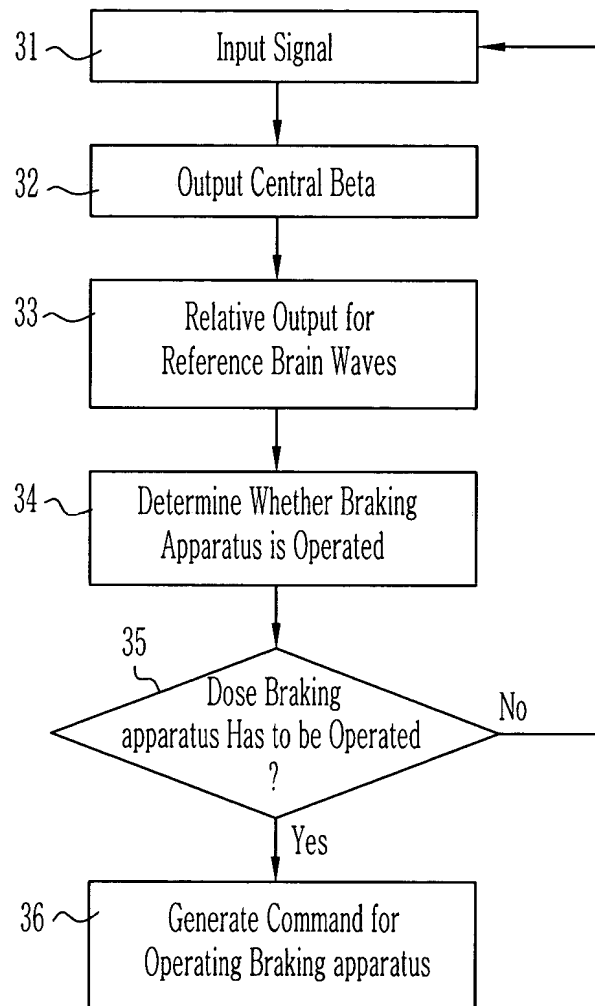 31
Input Signal
32
Output Central Beta
33
Relative Output for
Reference Brain Waves
34
Determine Whether Braking
Apparatus is Operated
35
Dose Braking
apparatus Has to be Operated
?
No
Yes
36
Generate Command for
Operating Braking apparatus